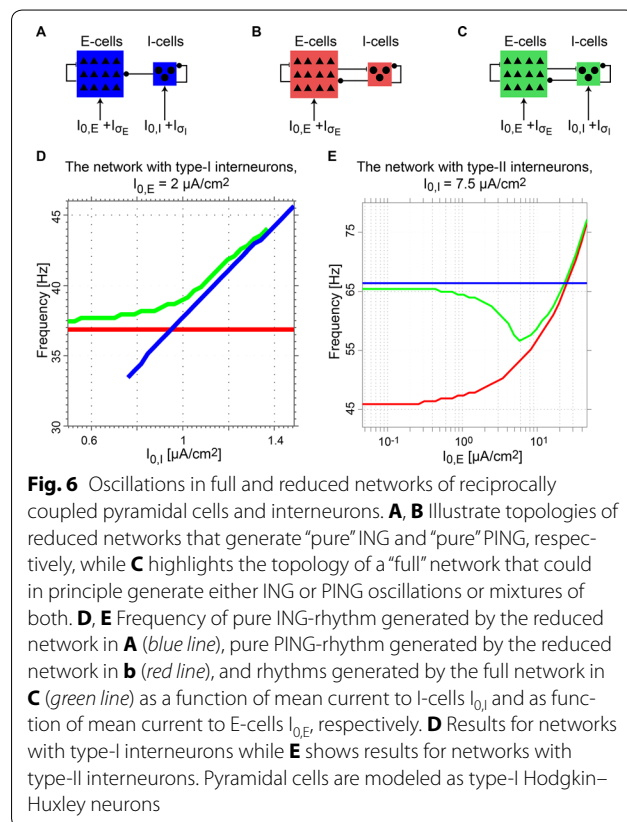 A
B
C
E-cells I-cells
E-cells I-cells
E-cells I-cells
I0,E +IσE
I0,I +IσI
I0,E +IσE
I0,E +IσE
I0,I +IσI
D
The network with type-I interneurons,
I0,E = 2 µA/cm2
Frequency [Hz]
45
40
35
30
0.6
1
1.4
I0,I [µA/cm2]
E
The network with type-II interneurons,
I0,I = 7.5 µA/cm2
Frequency [Hz]
75
65
55
45
10-1
100
101
I0,E [µA/cm2]
Fig. 6 Oscillations in full and reduced networks of reciprocally
coupled pyramidal cells and interneurons. A, B Illustrate topologies of
reduced networks that generate “pure” ING and “pure” PING, respec-
tively, while C highlights the topology of a “full” network that could
in principle generate either ING or PING oscillations or mixtures of
both. D, E Frequency of pure ING-rhythm generated by the reduced
network in A (blue line), pure PING-rhythm generated by the reduced
network in b (red line), and rhythms generated by the full network in
C (green line) as a function of mean current to I-cells I0,I and as func-
tion of mean current to E-cells I0,E, respectively. D Results for networks
with type-I interneurons while E shows results for networks with
type-II interneurons. Pyramidal cells are modeled as type-I Hodgkin–
Huxley neurons